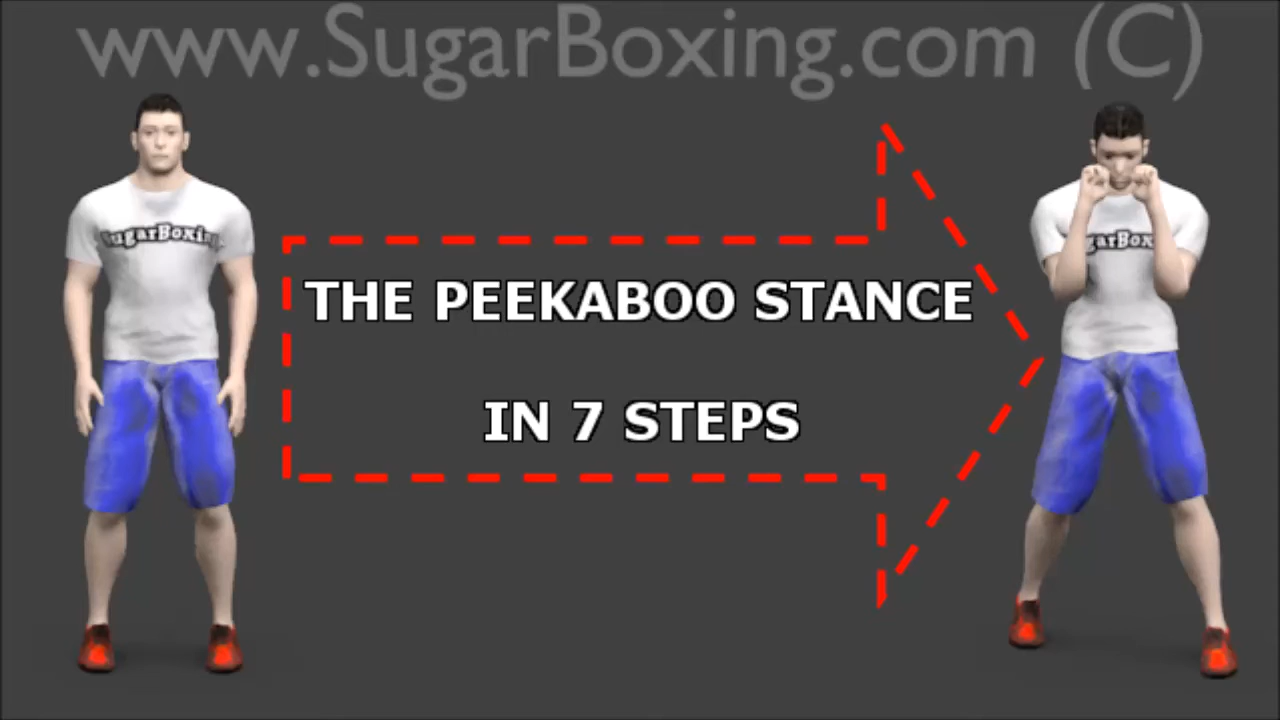 www.SugarBoxing.com (C)
SugarBoxing
THE PEEKABOO STANCE
IN 7 STEPS